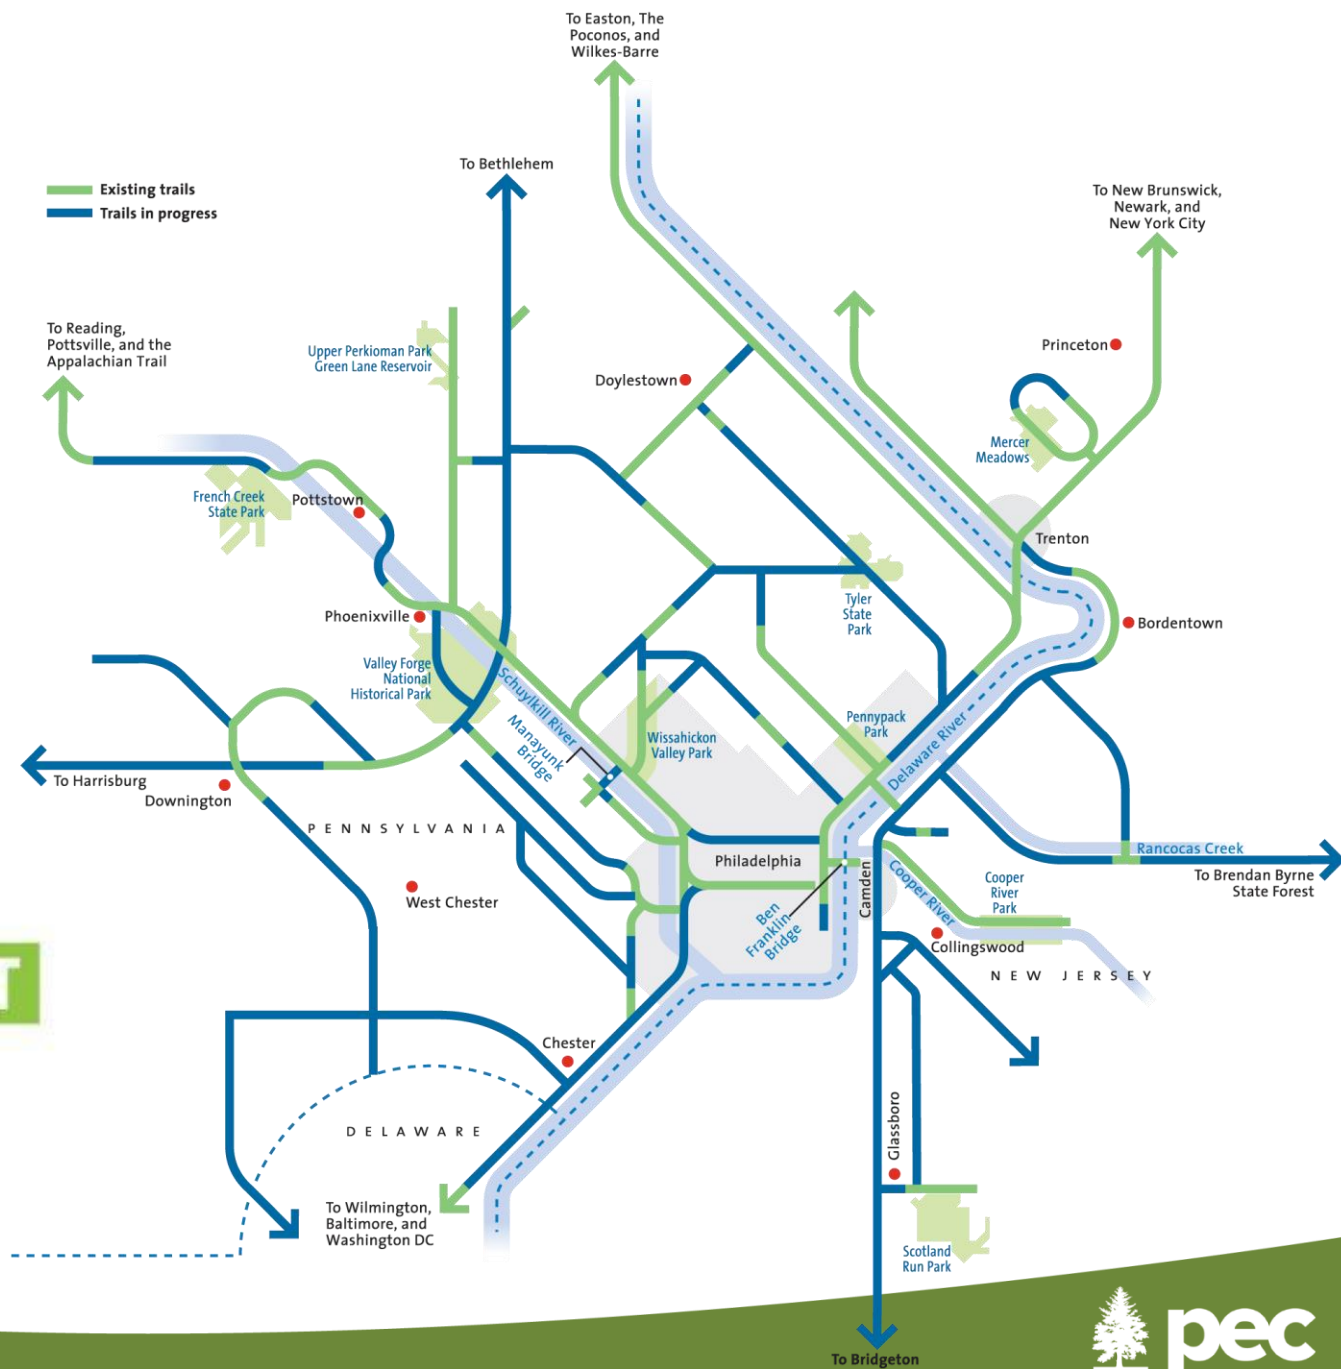 To Easton, The
Poconos, and
Wilkes-Barre
To Bethlehem
Existing trails
Trails in progress
To New Brunswick,
Newark, and
New York City
To Reading,
Pottsville, and the
Appalachian Trail
Upper Perkioman Park
Green Lane Reservoir
Doylestown
Princeton
Mercer
Meadows
French Creek
State Park
Pottstown
Trenton
Phoenixville
Tyler
State
Park
Bordentown
Valley Forge
National
Historical Park
Schuylkill River
Manayunk
Bridge
Wissahickon
Valley Park
Pennypack
Park
Delaware River
To Harrisburg
Downington
PENNSYLVANIA
Philadelphia
Camden
Cooper River
Cooper
River
Park
Rancocas Creek
To Brendan Byrne
State Forest
West Chester
Ben
Franklin
Bridge
Collingswood
NEW JERSEY
T
Chester
DELAWARE
Glassboro
To Wilmington,
Baltimore, and
Washington DC
Scotland
Run Park
pec
To Bridgeton